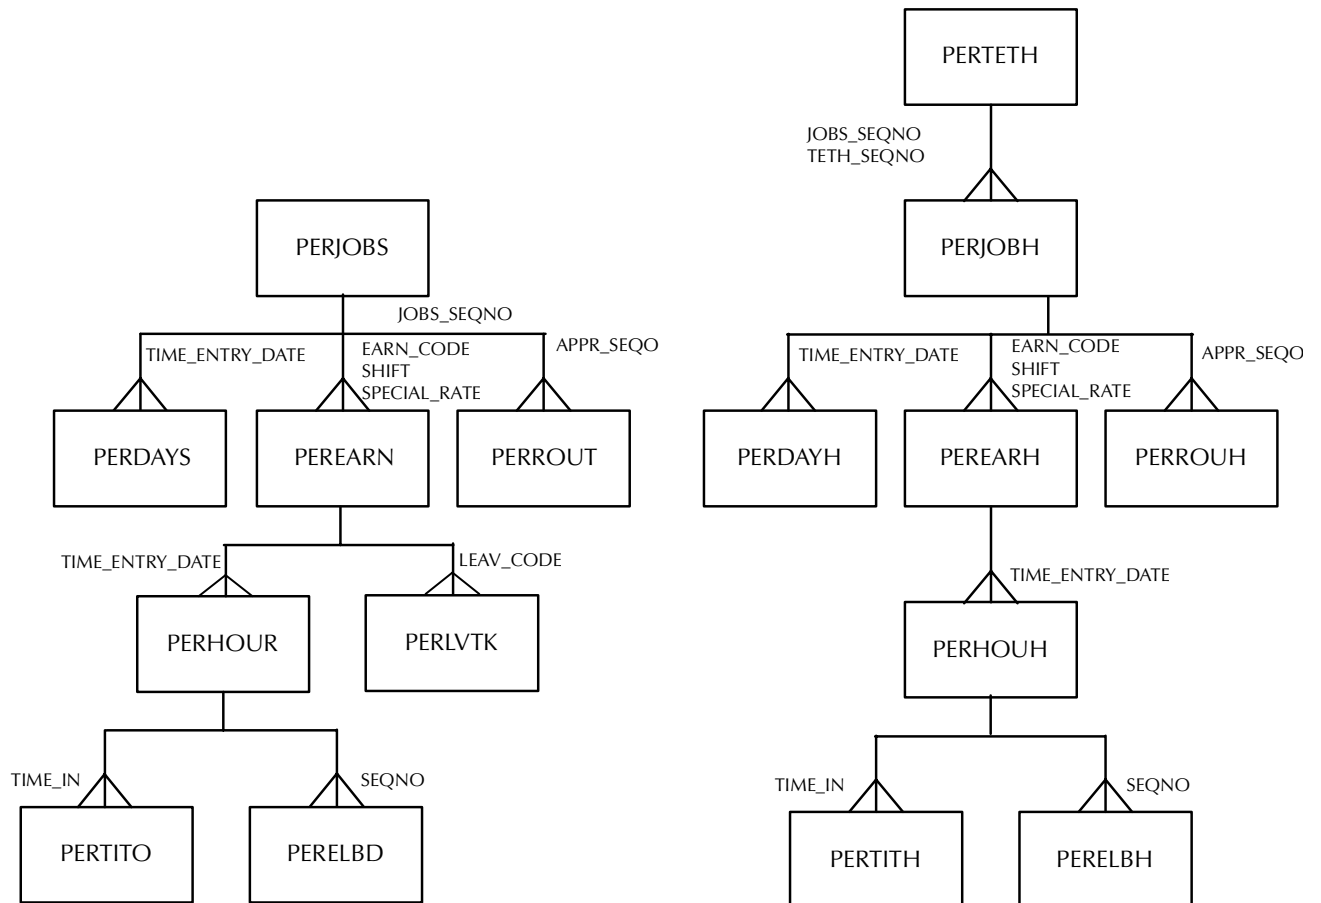 PERTETH
JOBS_SEQNO
TETH_SEQNO
PERJOBS
PERJOBH
JOBS_SEQNO
TIME_ENTRY_DATE
EARN_CODE
SHIFT
SPECIAL_RATE
APPR_SEQO
TIME_ENTRY_DATE
EARN_CODE
SHIFT
SPECIAL_RATE
APPR_SEQO
PERDAYS
PEREARN
PERROUT
PERDAYH
PEREARH
PERROUH
TIME_ENTRY_DATE
LEAV_CODE
TIME_ENTRY_DATE
PERHOUR
PERLVTK
PERHOUH
TIME_IN
SEQNO
TIME_IN
SEQNO
PERTITO
PERELBD
PERTITH
PERELBH